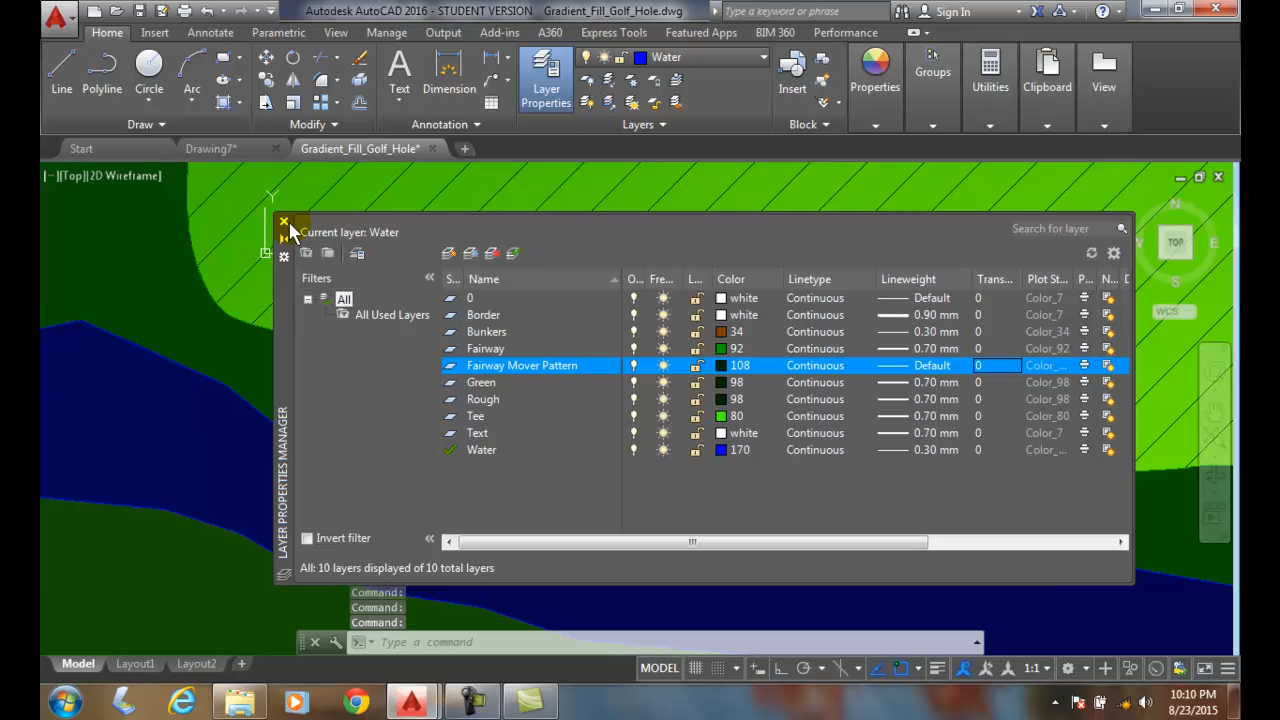 Autodesk AutoCAD 2016 - STUDENT VERSION Gradient_Fill_Golf_Hole.dwg
Type a keyword or phrase
Sign In
Home Insert Annotate Parametric View Manage Output Add-ins A360 Express Tools Featured Apps BIM 360 Performance
Water
Line Polyline Circle Arc Text Dimension Layer Properties Insert Properties Groups Utilities Clipboard View
Draw Modify Annotation Layers Block
Start Drawing7* Gradient_Fill_Golf_Hole*
[−][Top][2D Wireframe]
Y
N
W TOP E
S
WCS
Current layer: Water
Search for layer
Filters
All
All Used Layers
S... Name O... Fre... L... Color Linetype Lineweight Trans... Plot St... P... N... D
0 white Continuous Default 0 Color_7
Border white Continuous 0.90 mm 0 Color_7
Bunkers 34 Continuous 0.30 mm 0 Color_34
Fairway 92 Continuous 0.70 mm 0 Color_92
Fairway Mover Pattern 108 Continuous Default 0 Color_...
Green 98 Continuous 0.70 mm 0 Color_98
Rough 98 Continuous 0.70 mm 0 Color_98
Tee 80 Continuous 0.70 mm 0 Color_80
Text white Continuous 0.70 mm 0 Color_7
Water 170 Continuous 0.30 mm 0 Color_...
Invert filter
All: 10 layers displayed of 10 total layers
LAYER PROPERTIES MANAGER
Command:
Command:
Command:
Type a command
Model Layout1 Layout2
MODEL 1:1
10:10 PM
8/23/2015